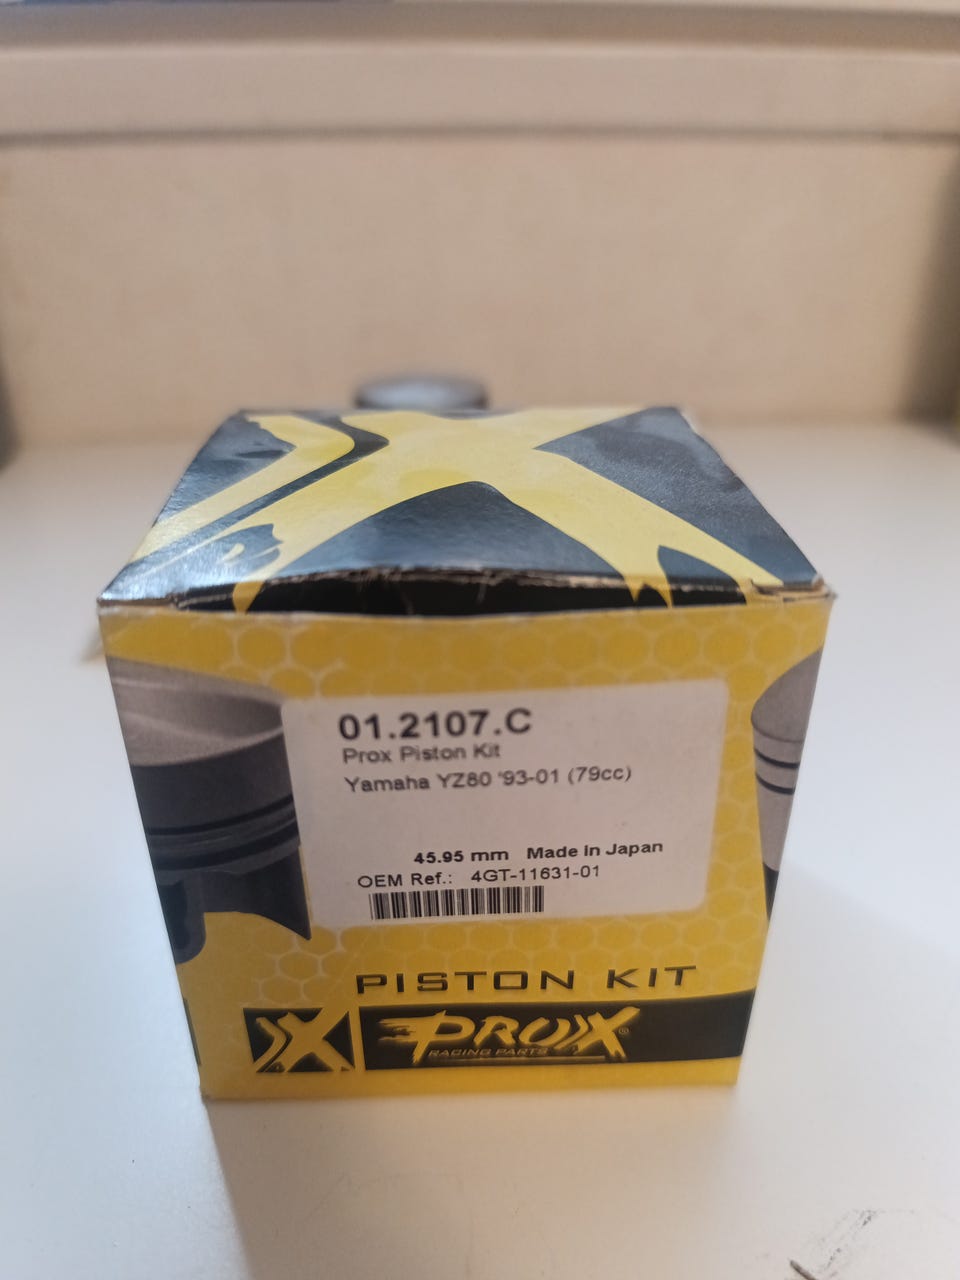 01.2107.C
Prox Piston Kit
Yamaha YZ80 '93-01 (79cc)
45.95 mm Made in Japan
OEM Ref.: 4GT-11631-01
PISTON KIT
X PROX®
RACING PARTS